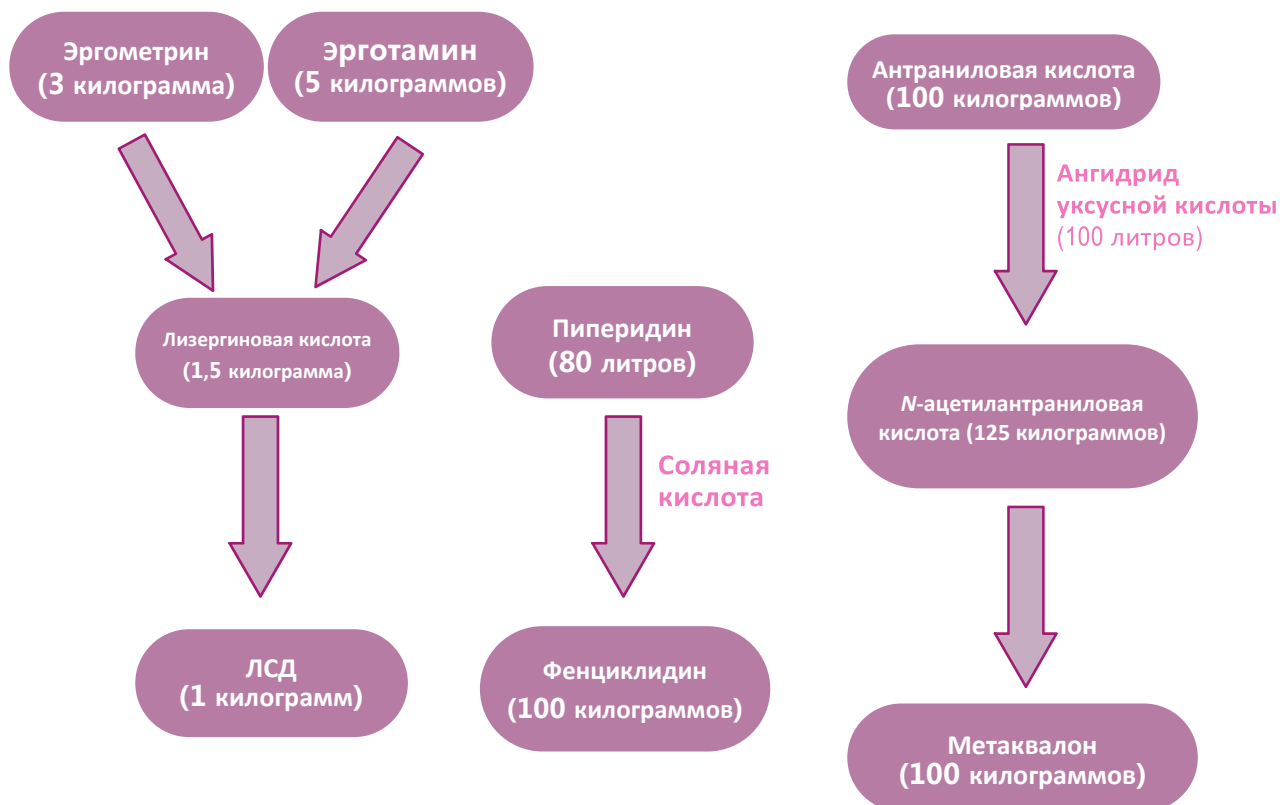 Эргометрин
(3 килограмма)
Эрготамин
(5 килограммов)
Антраниловая кислота
(100 килограммов)
Ангидрид
уксусной кислоты
(100 литров)
Лизергиновая кислота
(1,5 килограмма)
Пиперидин
(80 литров)
N-ацетилантраниловая
кислота (125 килограммов)
Соляная
кислота
ЛСД
(1 килограмм)
Фенциклидин
(100 килограммов)
Метаквалон
(100 килограммов)